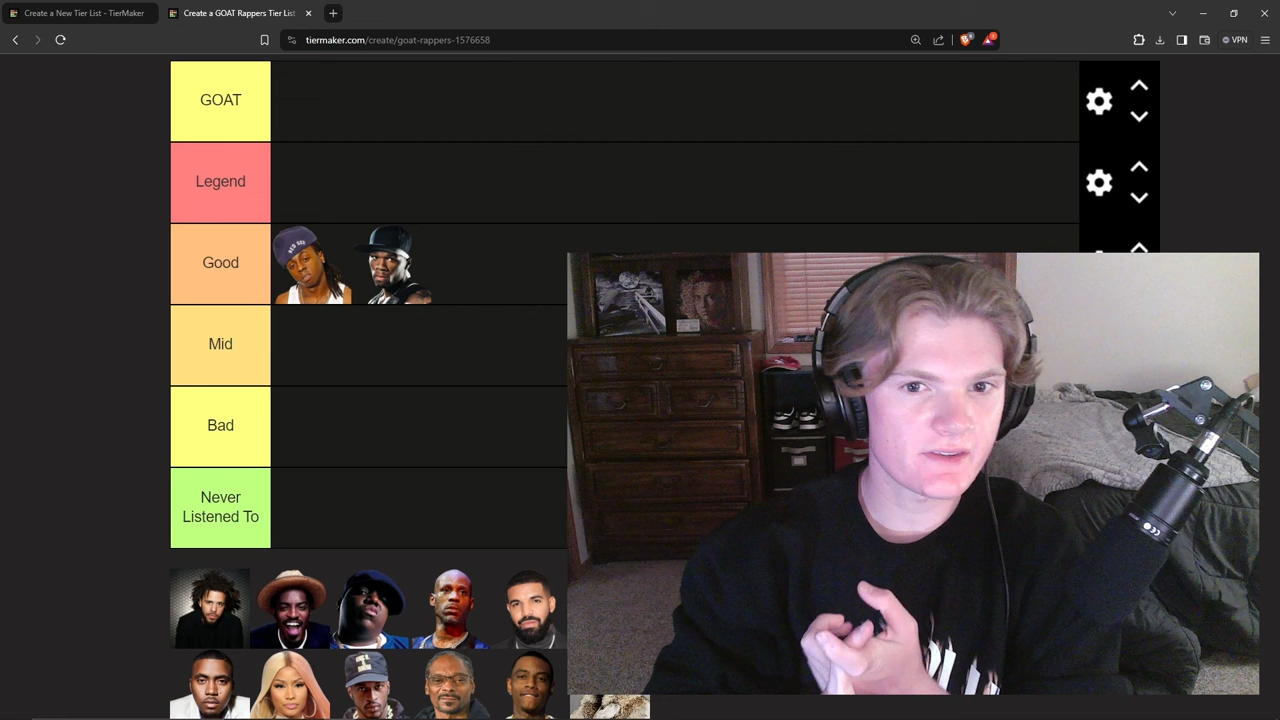 Create a New Tier List - TierMaker
Create a GOAT Rappers Tier List
tiermaker.com/create/goat-rappers-1576658
VPN
GOAT
Legend
Good
Mid
Bad
Never
Listened To